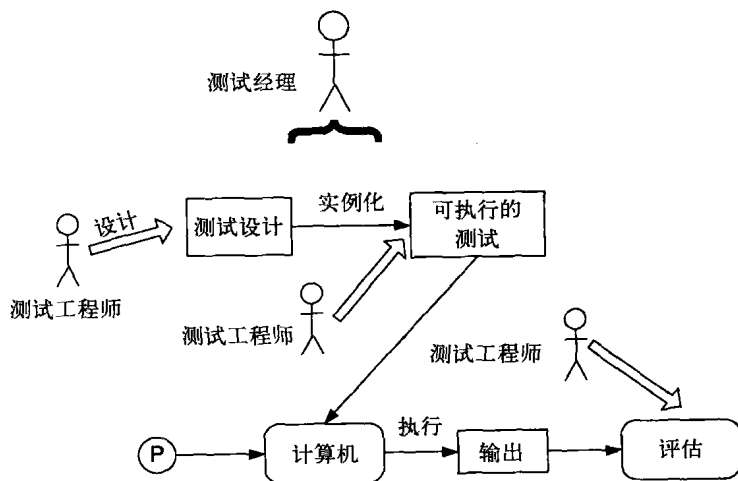 测试经理
设计
测试设计
实例化
可执行的
测试
测试工程师
测试工程师
测试工程师
P
计算机
执行
输出
评估